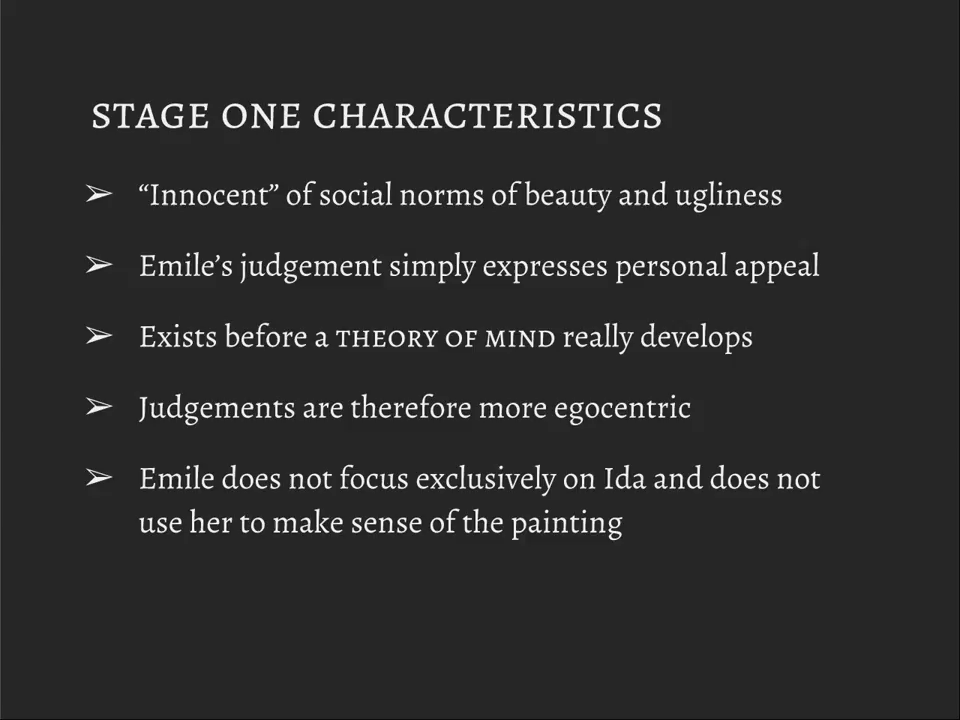 STAGE ONE CHARACTERISTICS
➢ “Innocent” of social norms of beauty and ugliness
➢ Emile’s judgement simply expresses personal appeal
➢ Exists before a THEORY OF MIND really develops
➢ Judgements are therefore more egocentric
➢ Emile does not focus exclusively on Ida and does not
use her to make sense of the painting